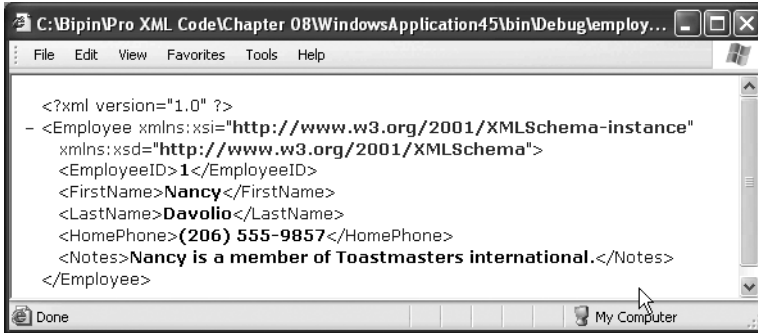 C:\Bipin\Pro XML Code\Chapter 08\WindowsApplication45\bin\Debug\employ...
File Edit View Favorites Tools Help
<?xml version="1.0" ?>
– <Employee xmlns:xsi="http://www.w3.org/2001/XMLSchema-instance"
xmlns:xsd="http://www.w3.org/2001/XMLSchema">
<EmployeeID>1</EmployeeID>
<FirstName>Nancy</FirstName>
<LastName>Davolio</LastName>
<HomePhone>(206) 555-9857</HomePhone>
<Notes>Nancy is a member of Toastmasters international.</Notes>
</Employee>
Done My Computer